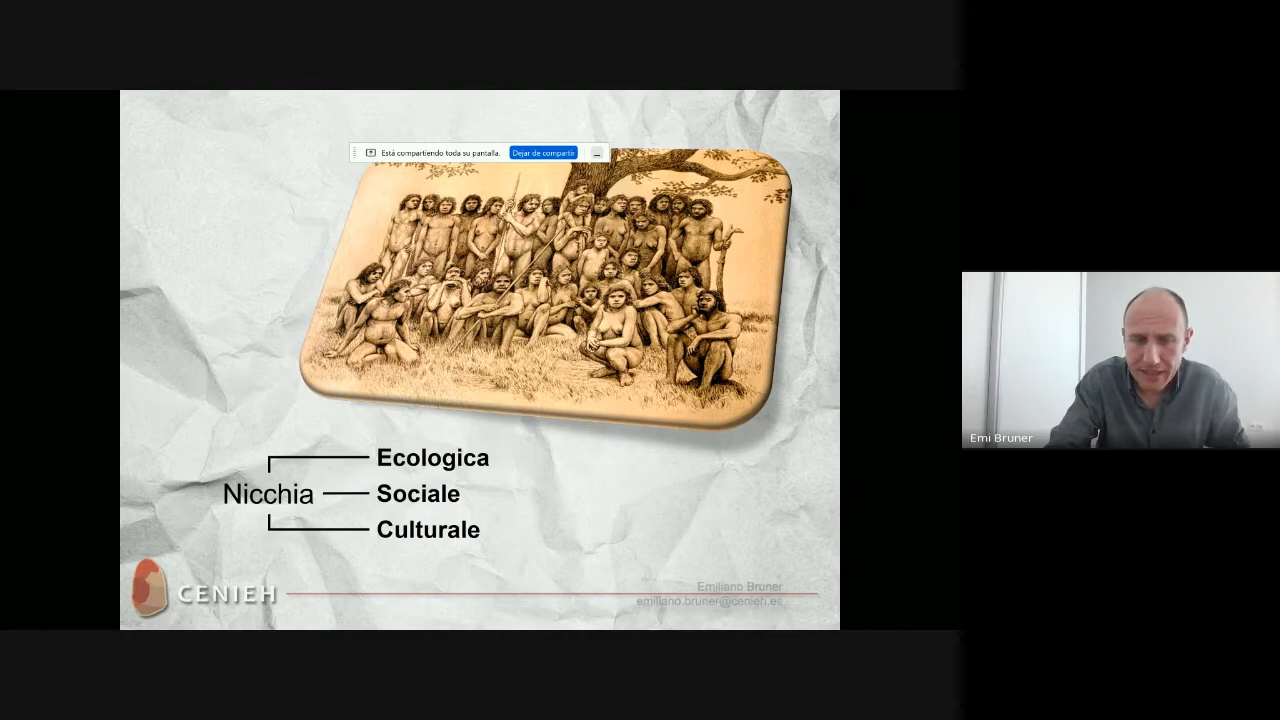 Está compartiendo toda su pantalla.
Dejar de compartir
Ecologica
Nicchia
Sociale
Culturale
CENIEH
Emiliano Bruner
emiliano.bruner@cenieh.es
Emi Bruner